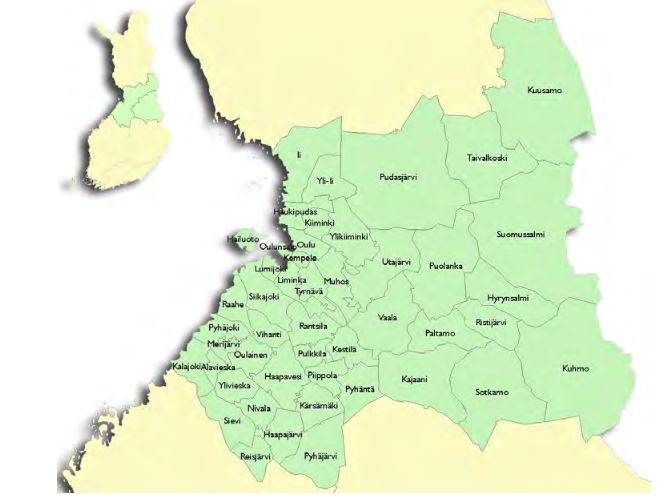 Kuusamo
Ii
Taivalkoski
Pudasjärvi
Yli-Ii
Haukipudas
Kiiminki
Ylikiiminki
Suomussalmi
Hailuoto
Oulunsalo
Oulu
Kempele
Utajärvi
Puolanka
Lumijoki
Liminka
Muhos
Tyrnävä
Siikajoki
Hyrynsalmi
Raahe
Vaala
Ristijärvi
Pyhäjoki
Vihanti
Rantsila
Paltamo
Merijärvi
Oulainen
Pulkkila
Kestilä
Kalajoki
Alavieska
Haapavesi
Piippola
Kuhmo
Ylivieska
Pyhäntä
Kajaani
Sotkamo
Nivala
Kärsämäki
Sievi
Haapajärvi
Reisjärvi
Pyhäjärvi